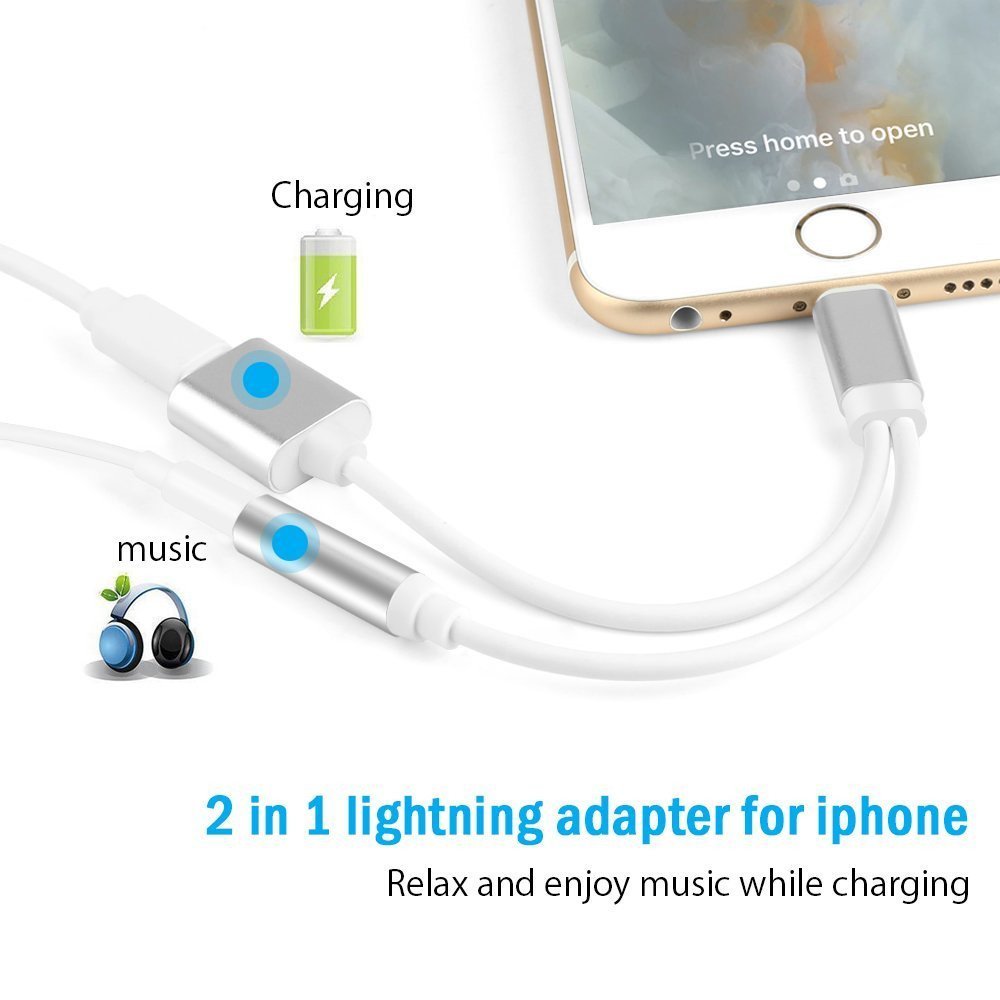 Press home to open
Charging
music
2 in 1 lightning adapter for iphone
Relax and enjoy music while charging